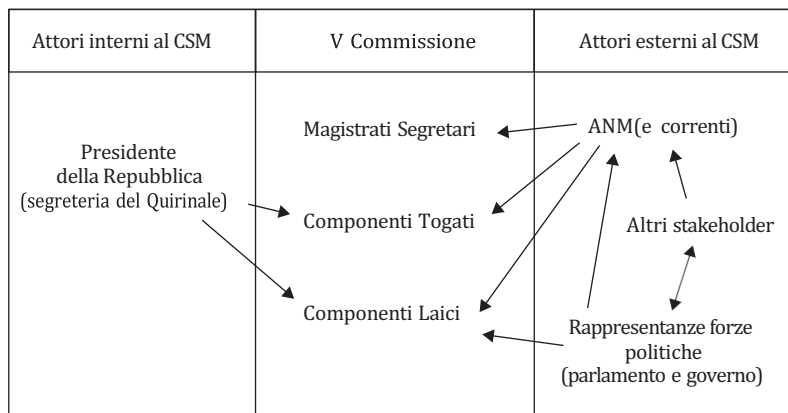 Attori interni al CSM
V Commissione
Attori esterni al CSM
Presidente
della Repubblica
(segreteria del Quirinale)
Magistrati Segretari
Componenti Togati
Componenti Laici
ANM(e correnti)
Altri stakeholder
Rappresentanze forze
politiche
(parlamento e governo)